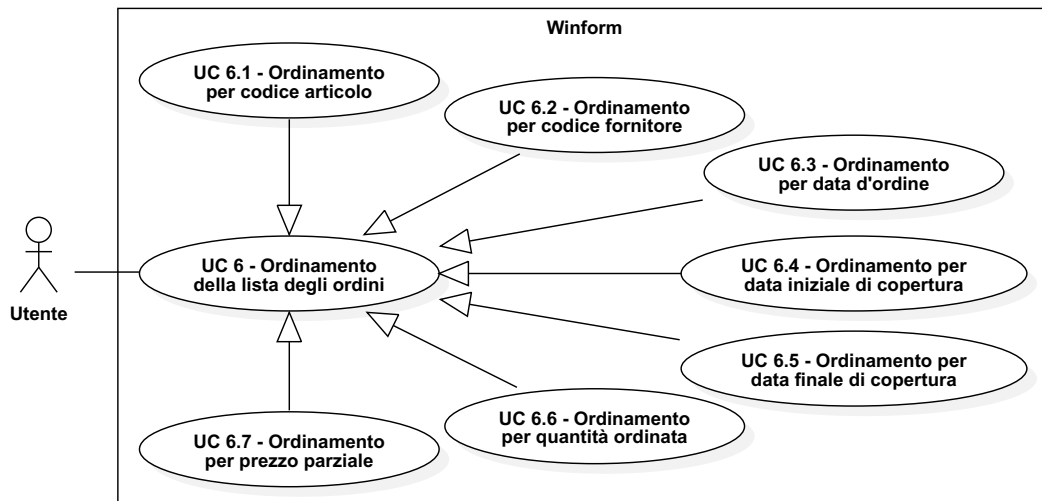 Winform
UC 6.1 - Ordinamento
per codice articolo
UC 6.2 - Ordinamento
per codice fornitore
UC 6.3 - Ordinamento
per data d'ordine
Utente
UC 6 - Ordinamento
della lista degli ordini
UC 6.4 - Ordinamento per
data iniziale di copertura
UC 6.5 - Ordinamento per
data finale di copertura
UC 6.6 - Ordinamento
per quantità ordinata
UC 6.7 - Ordinamento
per prezzo parziale